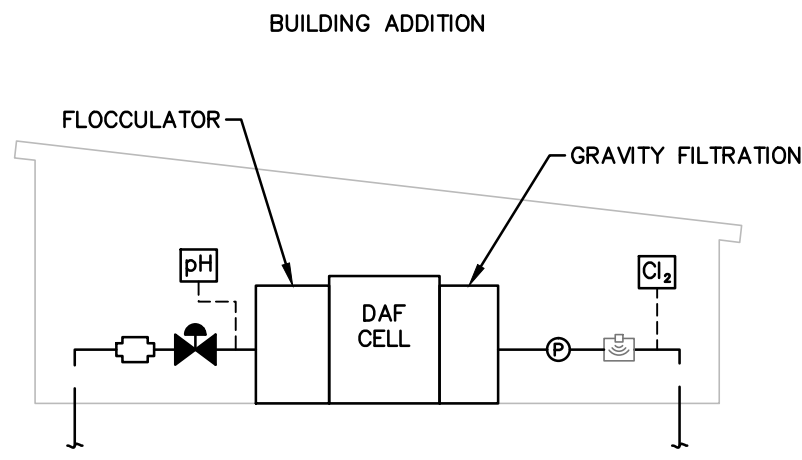 BUILDING ADDITION
FLOCCULATOR
GRAVITY FILTRATION
pH
Cl₂
DAF
CELL
P